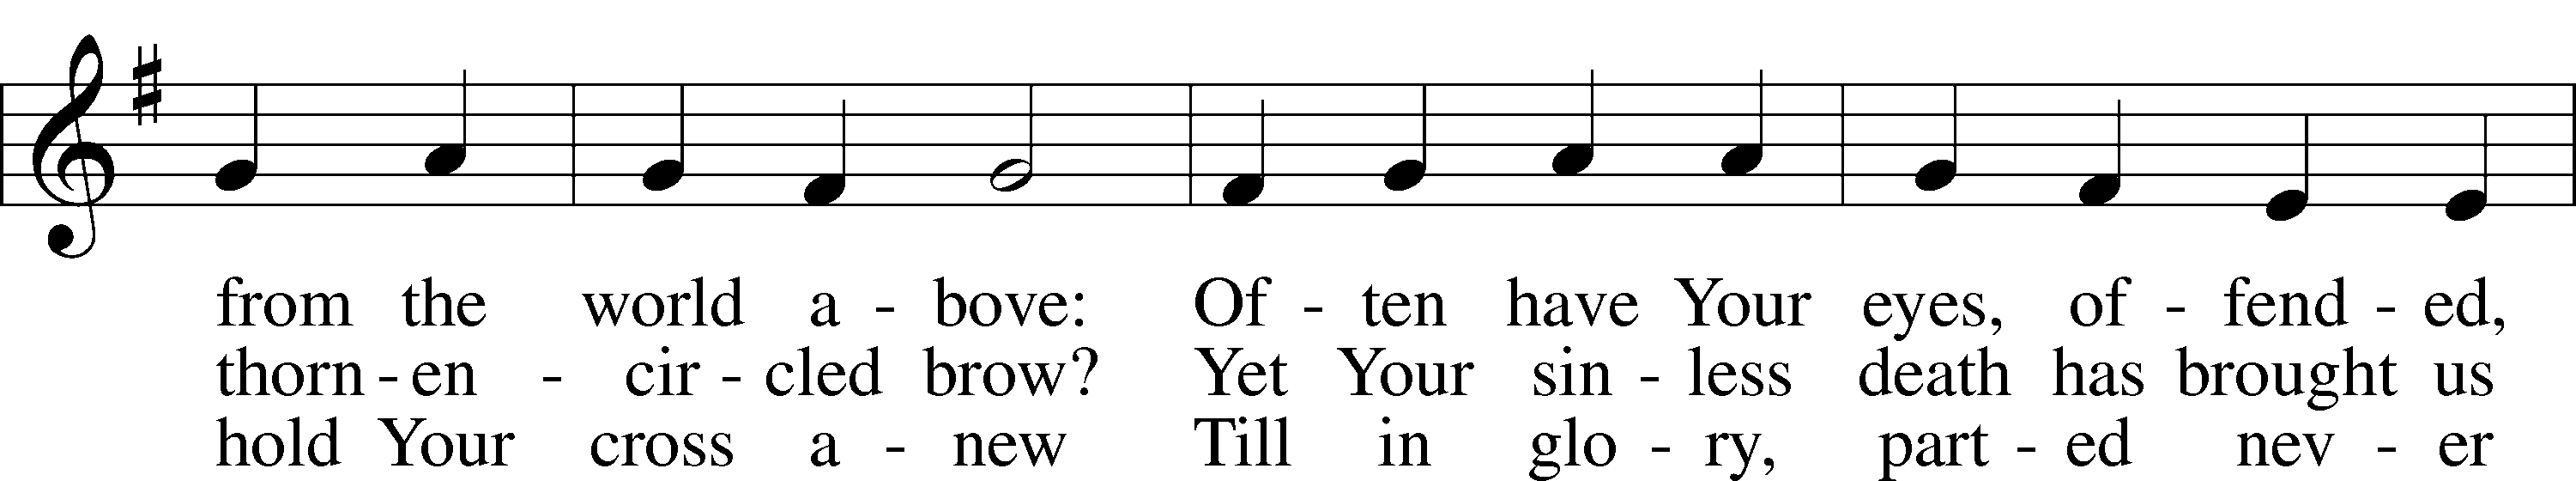 from the world a - bove: Of - ten have Your eyes, of - fend - ed,
thorn - en - cir - cled brow? Yet Your sin - less death has brought us
hold Your cross a - new Till in glo - ry, part - ed nev - er